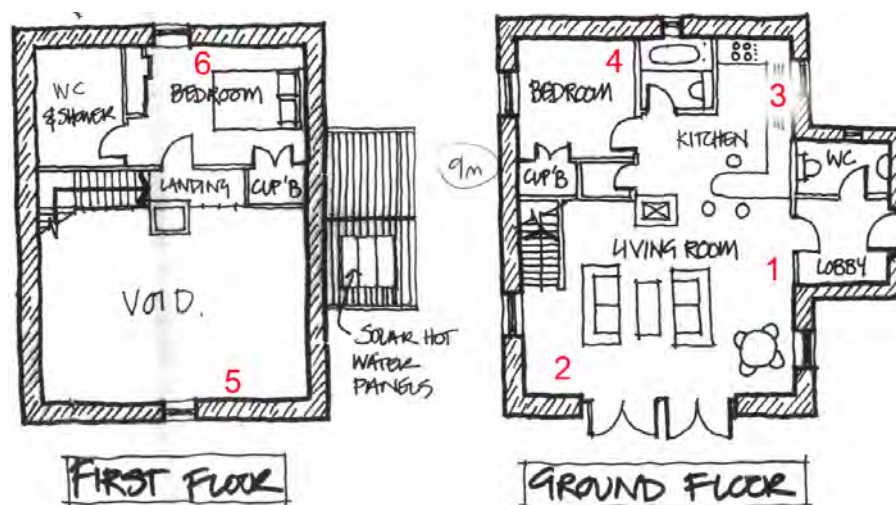 6
WC
& SHOWER
BEDROOM
LANDING
CUP'B
VOID.
5
SOLAR HOT
WATER
PANELS
FIRST FLOOR
4
BEDROOM
3
KITCHEN
9m
WC
CUP'B
LIVING ROOM
1
LOBBY
2
GROUND FLOOR